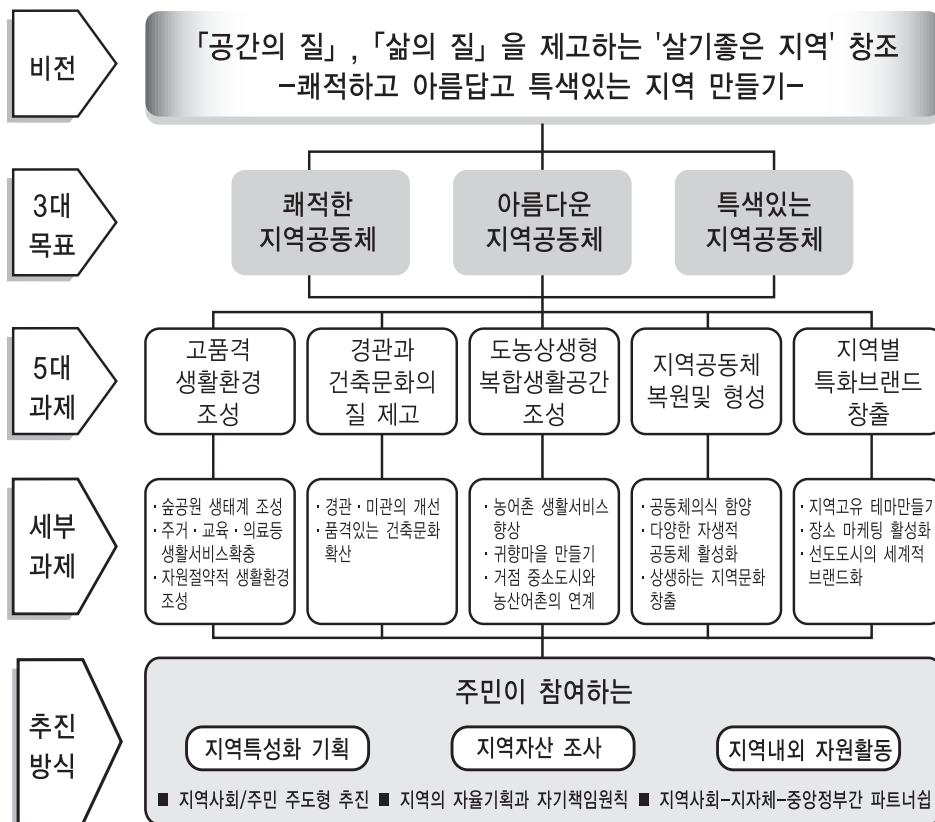 비전
「공간의 질」, 「삶의 질」을 제고하는 '살기좋은 지역' 창조
-쾌적하고 아름답고 특색있는 지역 만들기-
3대
목표
쾌적한
지역공동체
아름다운
지역공동체
특색있는
지역공동체
5대
과제
고품격
생활환경
조성
경관과
건축문화의
질 제고
도농상생형
복합생활공간
조성
지역공동체
복원및 형성
지역별
특화브랜드
창출
세부
과제
· 숲공원 생태계 조성
· 주거·교육·의료등
생활서비스확충
· 자원절약적 생활환경
조성
· 경관·미관의 개선
· 품격있는 건축문화
확산
· 농어촌 생활서비스
향상
· 귀향마을 만들기
· 거점 중소도시와
농산어촌의 연계
· 공동체의식 함양
· 다양한 자생적
공동체 활성화
· 상생하는 지역문화
창출
· 지역고유 테마만들기
· 장소 마케팅 활성화
· 선도도시의 세계적
브랜드화
추진
방식
주민이 참여하는
지역특성화 기획
지역자산 조사
지역내외 자원활동
■ 지역사회/주민 주도형 추진 ■ 지역의 자율기획과 자기책임원칙 ■ 지역사회-지자체-중앙정부간 파트너쉽